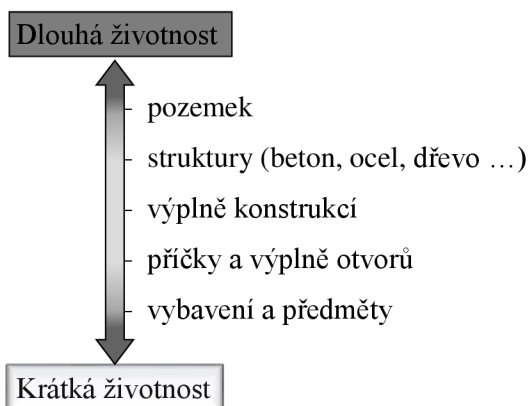 Dlouhá životnost
pozemek
struktury (beton, ocel, dřevo …)
výplně konstrukcí
příčky a výplně otvorů
vybavení a předměty
Krátká životnost